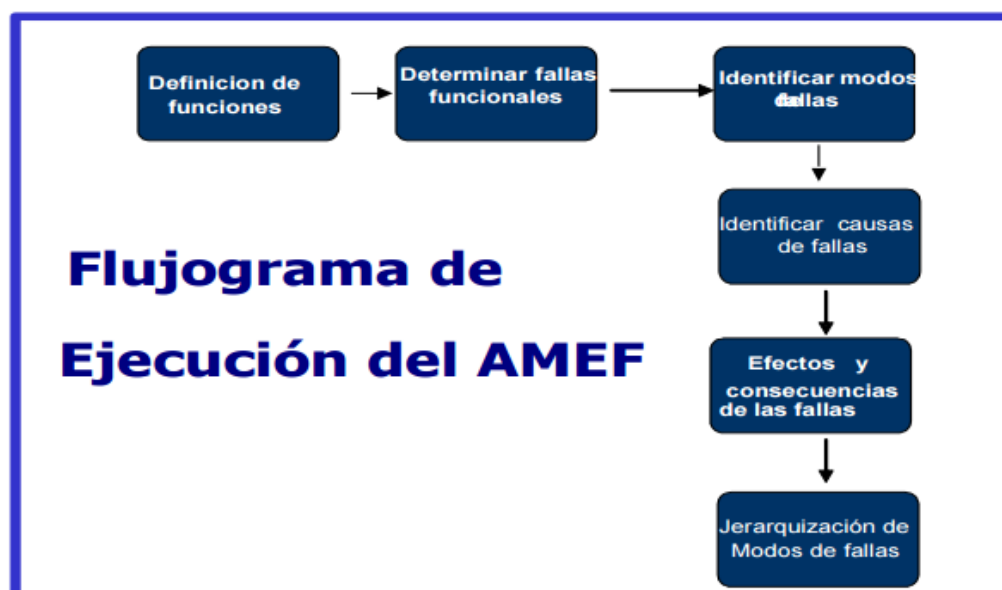 Definicion de
funciones
Determinar fallas
funcionales
Identificar modos
fallas
Identificar causas
de fallas
Efectos y
consecuencias
de las fallas
Jerarquización de
Modos de fallas
Flujograma de
Ejecución del AMEF